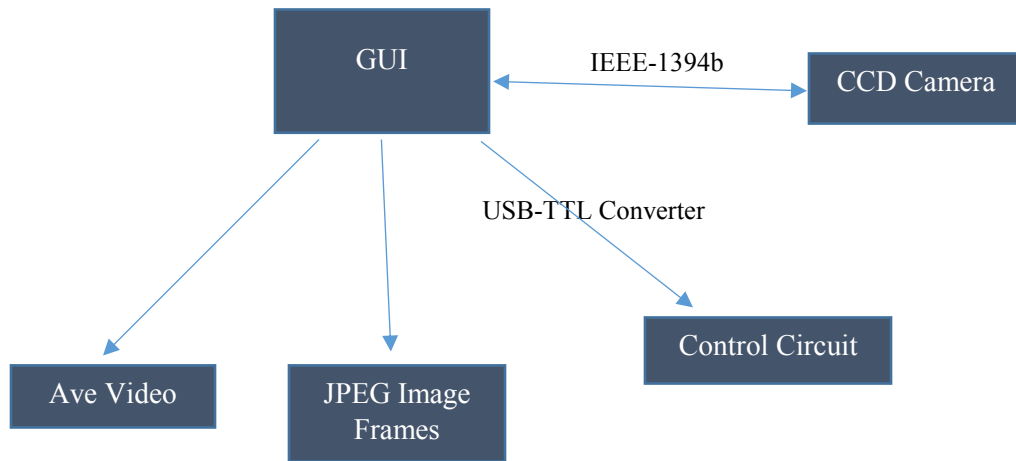 GUI
IEEE-1394b
CCD Camera
USB-TTL Converter
Control Circuit
Ave Video
JPEG Image
Frames